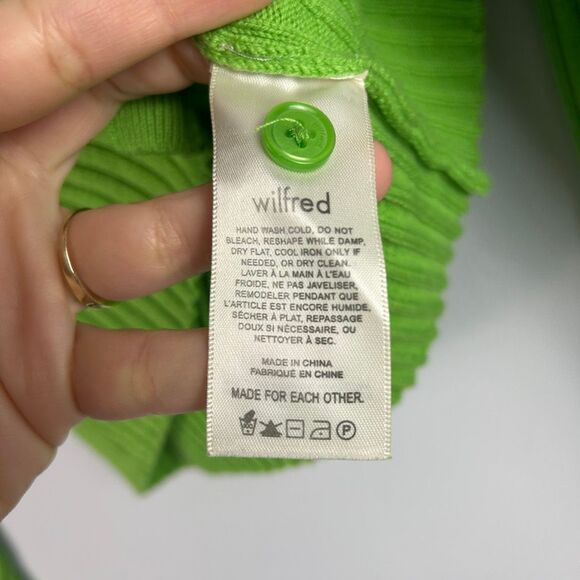 wilfred
HAND WASH COLD, DO NOT
BLEACH, RESHAPE WHILE DAMP,
DRY FLAT, COOL IRON ONLY IF
NEEDED, OR DRY CLEAN.
LAVER À LA MAIN À L'EAU
FROIDE, NE PAS JAVELISER,
REMODELER PENDANT QUE
L'ARTICLE EST ENCORE HUMIDE,
SÉCHER À PLAT, REPASSAGE
DOUX SI NÉCESSAIRE, OU
NETTOYER À SEC.
MADE IN CHINA
FABRIQUÉ EN CHINE
MADE FOR EACH OTHER.
P